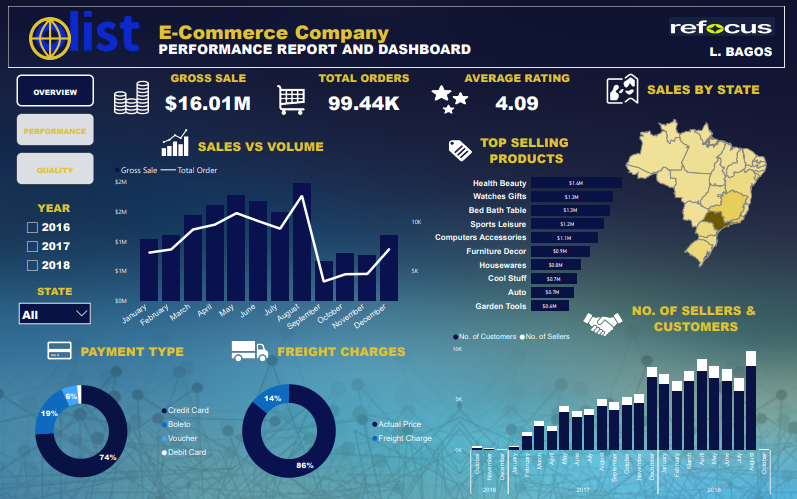 olist
E-Commerce Company
PERFORMANCE REPORT AND DASHBOARD
refocus
L. BAGOS
OVERVIEW
PERFORMANCE
QUALITY
YEAR
2016
2017
2018
STATE
All
GROSS SALE
$16.01M
TOTAL ORDERS
99.44K
AVERAGE RATING
4.09
SALES BY STATE
SALES VS VOLUME
Gross Sale
Total Order
$2M
$2M
$1M
$1M
$0M
10K
5K
January
February
March
April
May
June
July
August
September
October
November
December
TOP SELLING
PRODUCTS
Health Beauty $1.4M
Watches Gifts $1.3M
Bed Bath Table $1.3M
Sports Leisure $1.2M
Computers Accessories $1.1M
Furniture Decor $0.9M
Housewares $0.8M
Cool Stuff $0.7M
Auto $0.7M
Garden Tools $0.6M
PAYMENT TYPE
74%
19%
6%
Credit Card
Boleto
Voucher
Debit Card
FREIGHT CHARGES
14%
86%
Actual Price
Freight Charge
NO. OF SELLERS &
CUSTOMERS
No. of Customers
No. of Sellers
10K
5K
0K
October
November
December
January
February
March
April
May
June
July
August
September
October
November
December
January
February
March
April
May
June
July
August
October
2016
2017
2018